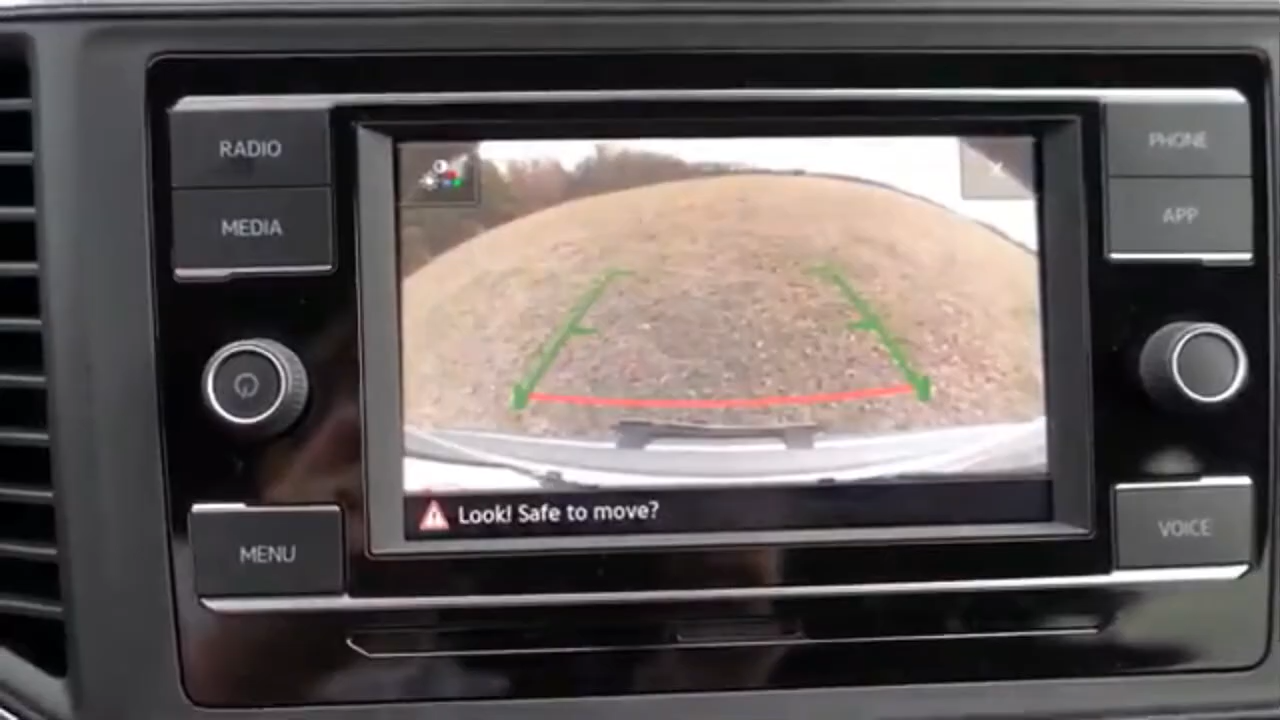 RADIO
PHONE
MEDIA
APP
Look! Safe to move?
MENU
VOICE